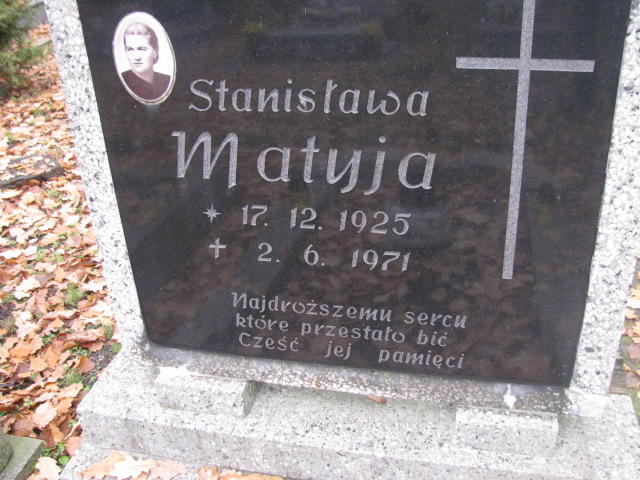 Stanisława
Matyja
* 17. 12. 1925
+ 2. 6. 1971
Najdroższemu sercu
które przestało bić
Cześć jej pamięci